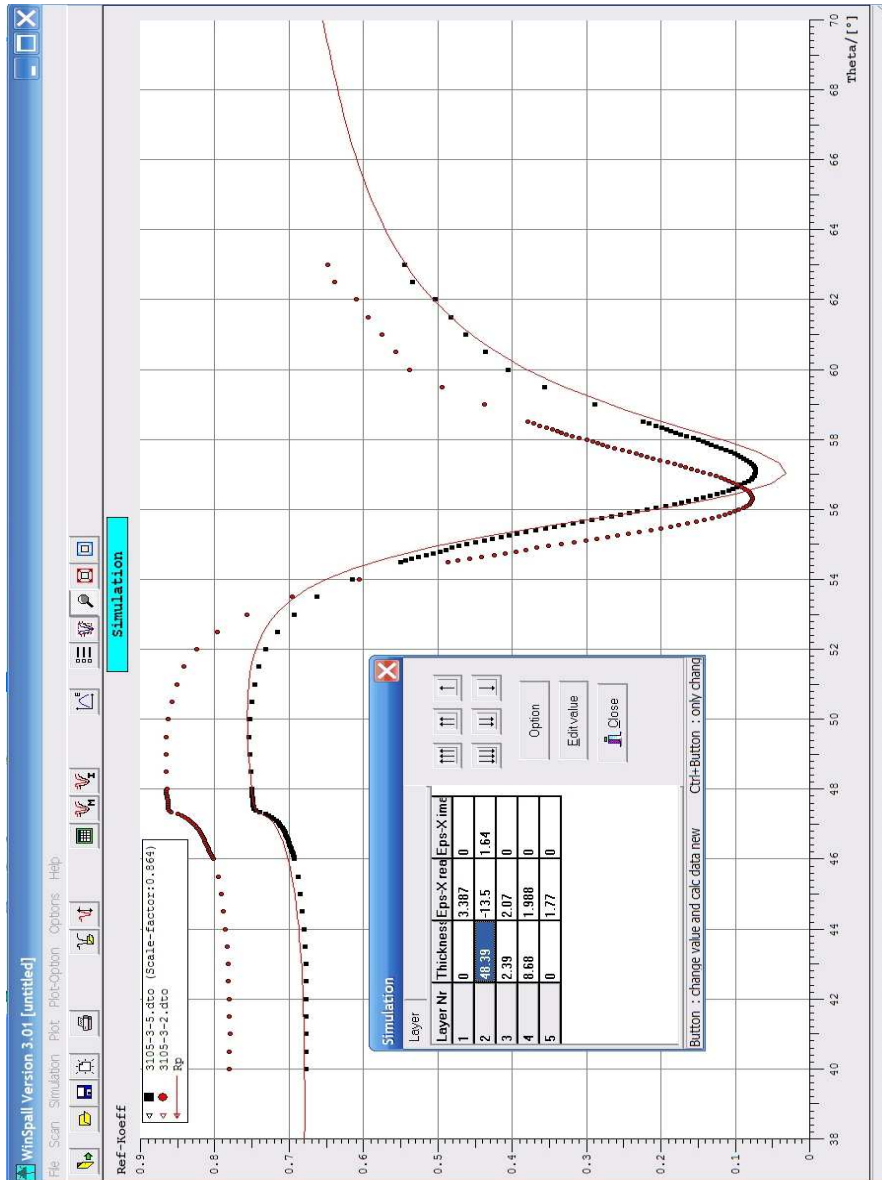 WinSpall Version 3.01 [untitled]
File Scan Simulation Plot Plot-Option Options Help
M I E
Simulation
Ref-Koeff
3105-3-5.dto (Scale-factor:0.864)
3105-3-2.dto
Rp
0.9
0.8
0.7
0.6
0.5
0.4
0.3
0.2
0.1
0
38 40 42 44 46 48 50 52 54 56 58 60 62 64 66 68 70
Theta/[°]
Simulation
Layer
Layer Nr Thickness Eps-X rea Eps-X ima
1 0 3.387 0
2 48.39 -13.5 1.64
3 2.39 2.07 0
4 8.68 1.988 0
5 0 1.77 0
Option
Edit value
Close
Button : change value and calc data new Ctrl+Button : only chang